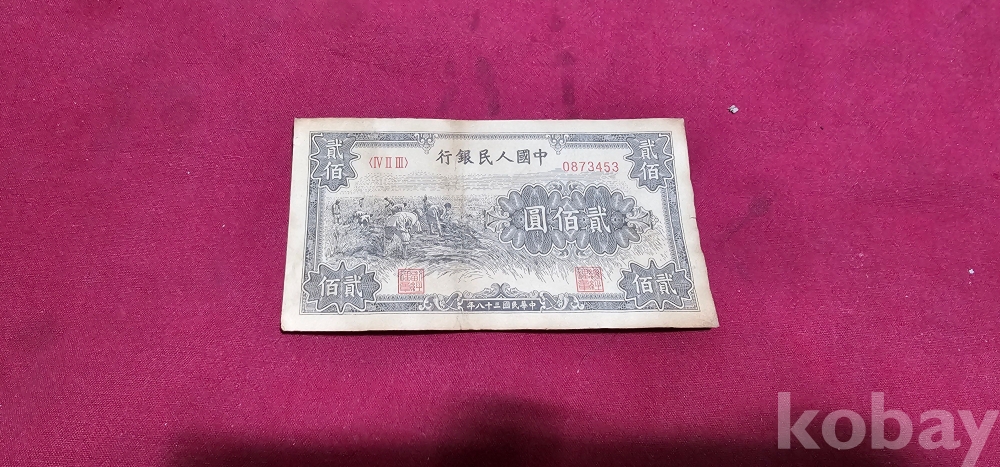 中國人民銀行
貳佰
〈IV II III〉
0873453
貳佰
貳佰圓
貳佰
貳佰
中華民國三十八年
kobay